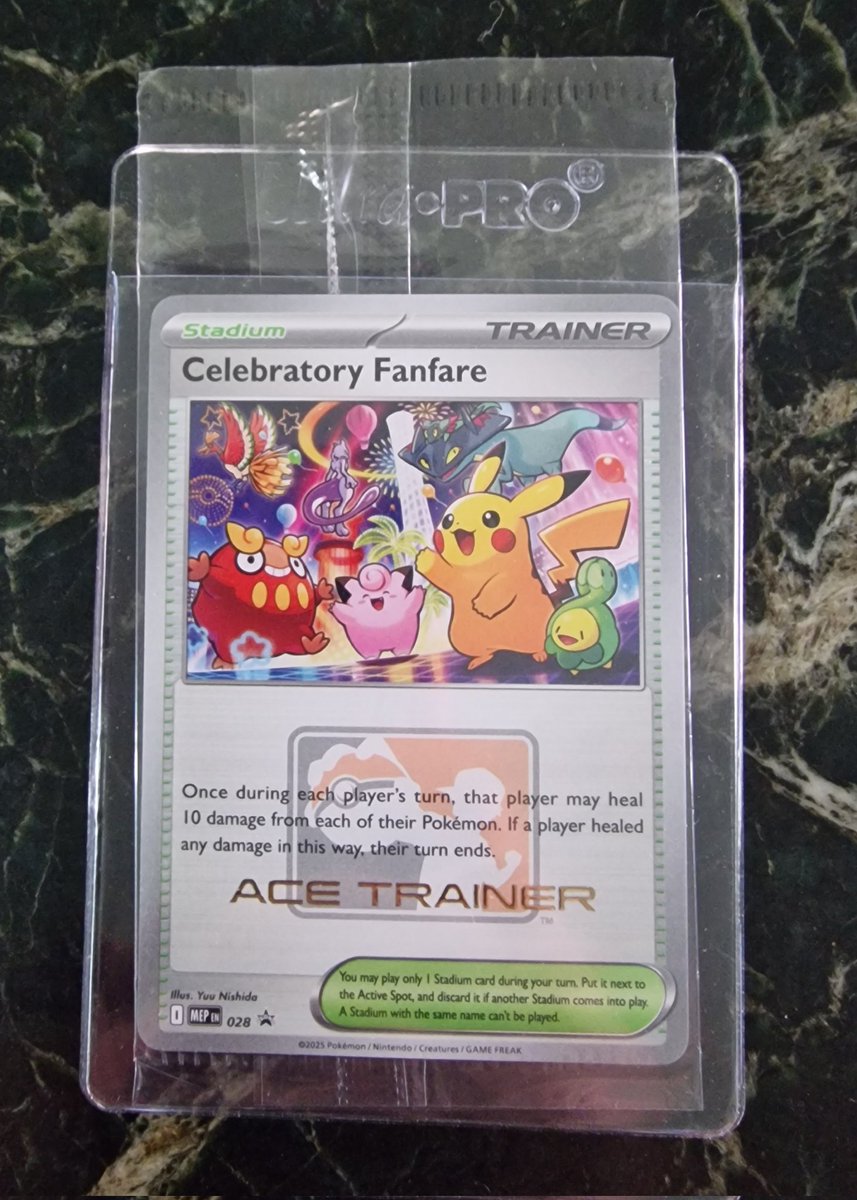 PRO®
Stadium
TRAINER
Celebratory Fanfare
Once during each player's turn, that player may heal
10 damage from each of their Pokémon. If a player healed
any damage in this way, their turn ends.
ACE TRAINER
TM
You may play only 1 Stadium card during your turn. Put it next to
the Active Spot, and discard it if another Stadium comes into play.
A Stadium with the same name can't be played.
Illus. Yuu Nishida
I MEP EN 028
©2025 Pokémon / Nintendo / Creatures / GAME FREAK